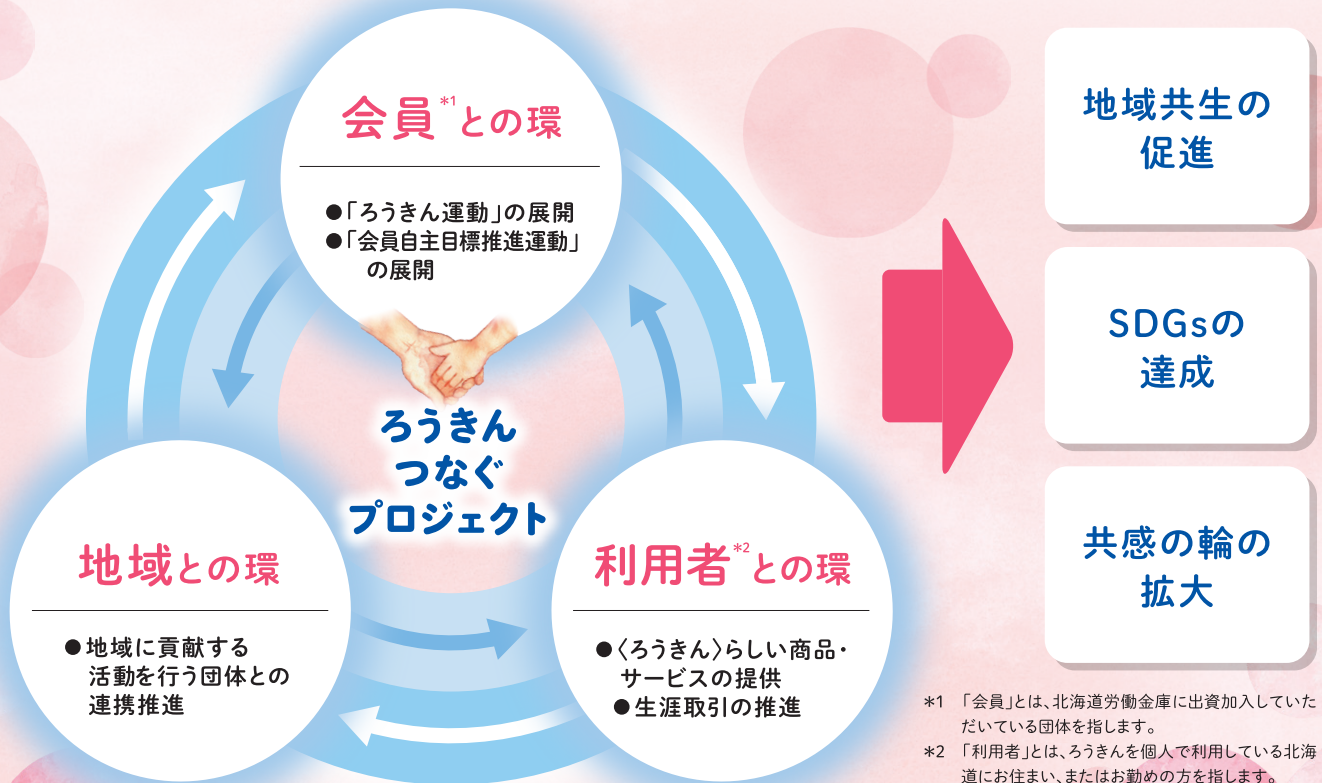 会員*1との環
●「ろうきん運動」の展開
●「会員自主目標推進運動」
の展開
ろうきん
つなぐ
プロジェクト
地域との環
●地域に貢献する
活動を行う団体との
連携推進
利用者*2との環
●〈ろうきん〉らしい商品・
サービスの提供
●生涯取引の推進
地域共生の
促進
SDGsの
達成
共感の輪の
拡大
*1 「会員」とは、北海道労働金庫に出資加入していた
だいている団体を指します。
*2 「利用者」とは、ろうきんを個人で利用している北海
道にお住まい、またはお勤めの方を指します。